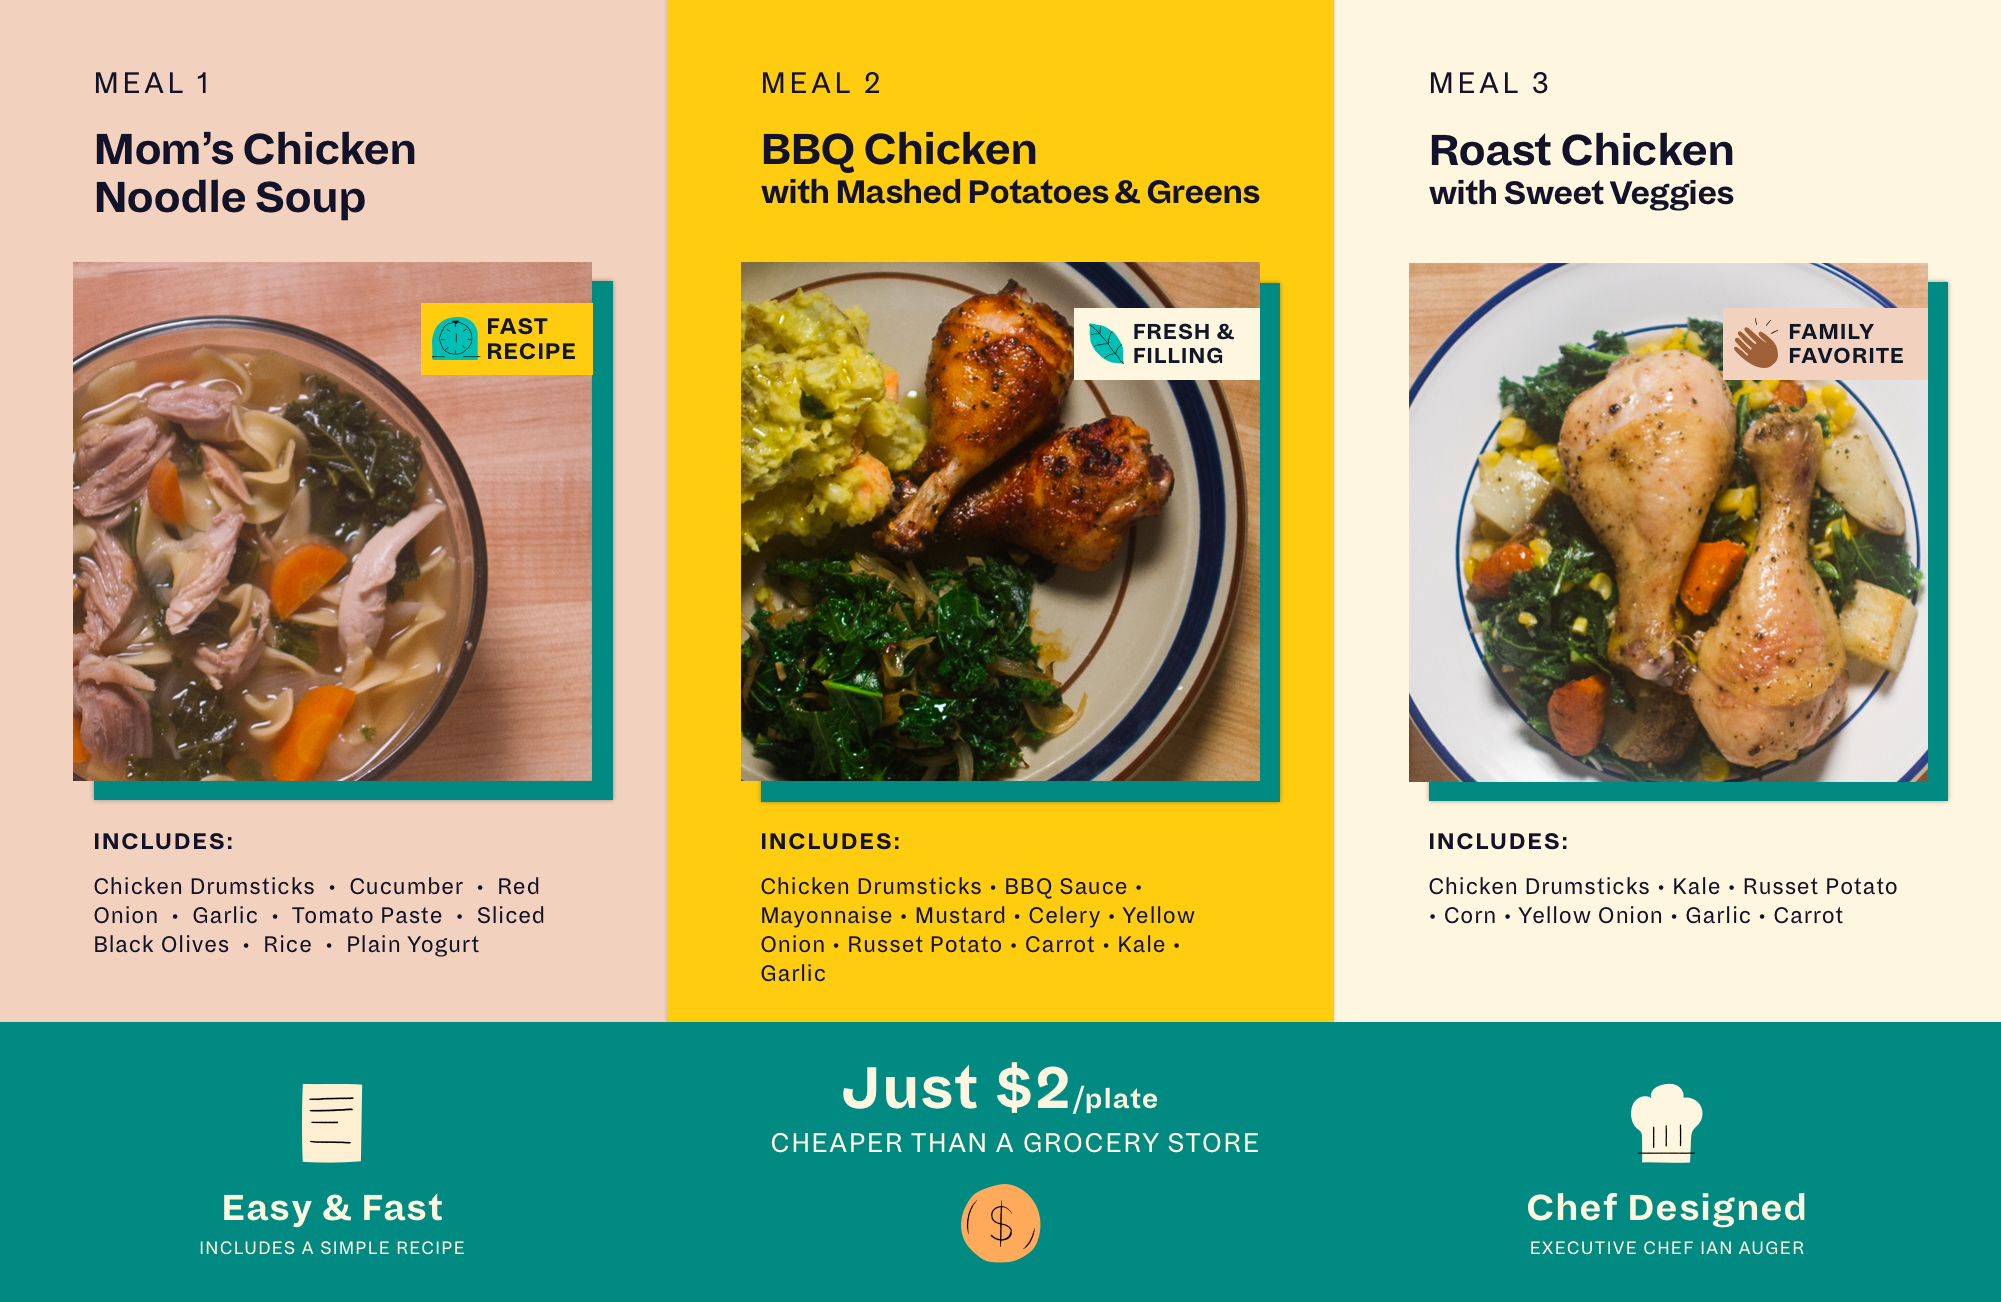 MEAL 1
Mom’s Chicken
Noodle Soup
FAST
RECIPE
INCLUDES:
Chicken Drumsticks • Cucumber • Red
Onion • Garlic • Tomato Paste • Sliced
Black Olives • Rice • Plain Yogurt
MEAL 2
BBQ Chicken
with Mashed Potatoes & Greens
FRESH &
FILLING
INCLUDES:
Chicken Drumsticks • BBQ Sauce •
Mayonnaise • Mustard • Celery • Yellow
Onion • Russet Potato • Carrot • Kale •
Garlic
MEAL 3
Roast Chicken
with Sweet Veggies
FAMILY
FAVORITE
INCLUDES:
Chicken Drumsticks • Kale • Russet Potato
• Corn • Yellow Onion • Garlic • Carrot
Easy & Fast
INCLUDES A SIMPLE RECIPE
Just $2/plate
CHEAPER THAN A GROCERY STORE
$
Chef Designed
EXECUTIVE CHEF IAN AUGER